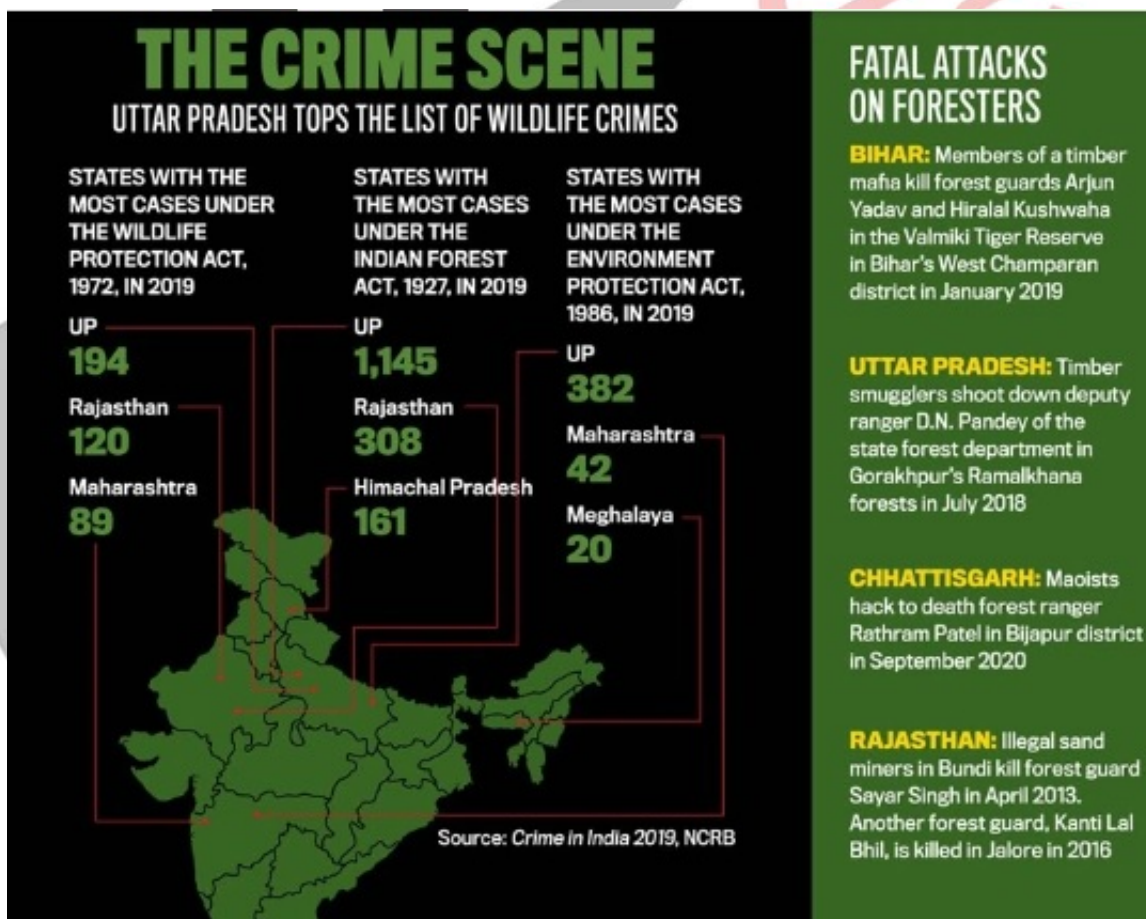 THE CRIME SCENE
UTTAR PRADESH TOPS THE LIST OF WILDLIFE CRIMES
STATES WITH THE
MOST CASES UNDER
THE WILDLIFE
PROTECTION ACT,
1972, IN 2019
UP
194
Rajasthan
120
Maharashtra
89
STATES WITH
THE MOST CASES
UNDER THE
INDIAN FOREST
ACT, 1927, IN 2019
UP
1,145
Rajasthan
308
Himachal Pradesh
161
STATES WITH
THE MOST CASES
UNDER THE
ENVIRONMENT
PROTECTION ACT,
1986, IN 2019
UP
382
Maharashtra
42
Meghalaya
20
Source: Crime in India 2019, NCRB
FATAL ATTACKS
ON FORESTERS
BIHAR: Members of a timber
mafia kill forest guards Arjun
Yadav and Hiralal Kushwaha
in the Valmiki Tiger Reserve
in Bihar's West Champaran
district in January 2019
UTTAR PRADESH: Timber
smugglers shoot down deputy
ranger D.N. Pandey of the
state forest department in
Gorakhpur's Ramalkhana
forests in July 2018
CHHATTISGARH: Maoists
hack to death forest ranger
Rathram Patel in Bijapur district
in September 2020
RAJASTHAN: Illegal sand
miners in Bundi kill forest guard
Sayar Singh in April 2013.
Another forest guard, Kanti Lal
Bhil, is killed in Jalore in 2016